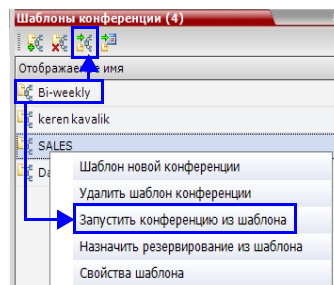 Шаблоны конференции (4)
Отображаемое имя
Bi-weekly
keren kavalik
SALES
Da
Шаблон новой конференции
Удалить шаблон конференции
Запустить конференцию из шаблона
Назначить резервирование из шаблона
Свойства шаблона